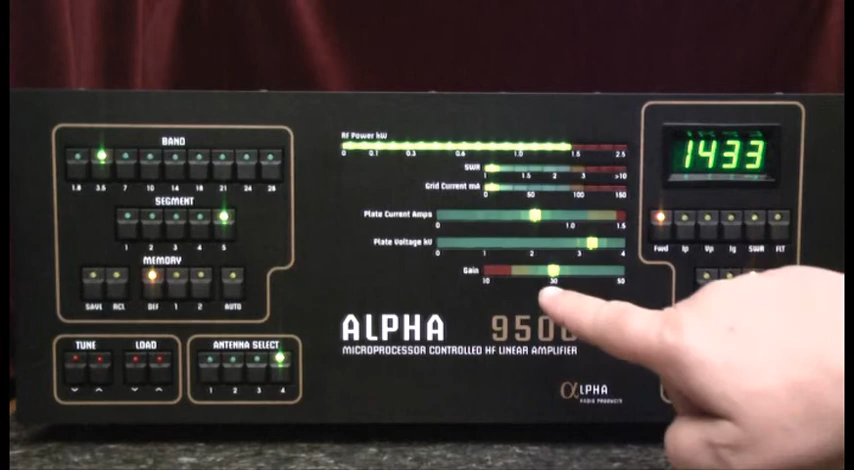 BAND
1.8 3.5 7 10 14 18 21 24 28
SEGMENT
1 2 3 4 5
MEMORY
SAVE RCL DEF 1 2 AUTO
TUNE LOAD
ANTENNA SELECT
1 2 3 4
RF Power kW
0 0.1 0.3 0.6 1.0 1.5 2.5
SWR
1 1.5 2 3 >10
Grid Current mA
0 50 100 150
Plate Current Amps
0 1.0 1.5
Plate Voltage kV
0 1 2 3 4
Gain
10 30 50
ALPHA 950
MICROPROCESSOR CONTROLLED HF LINEAR AMPLIFIER
αLPHA
RADIO PRODUCTS
1433
Fwd Ip Vp Ig SWR FLT